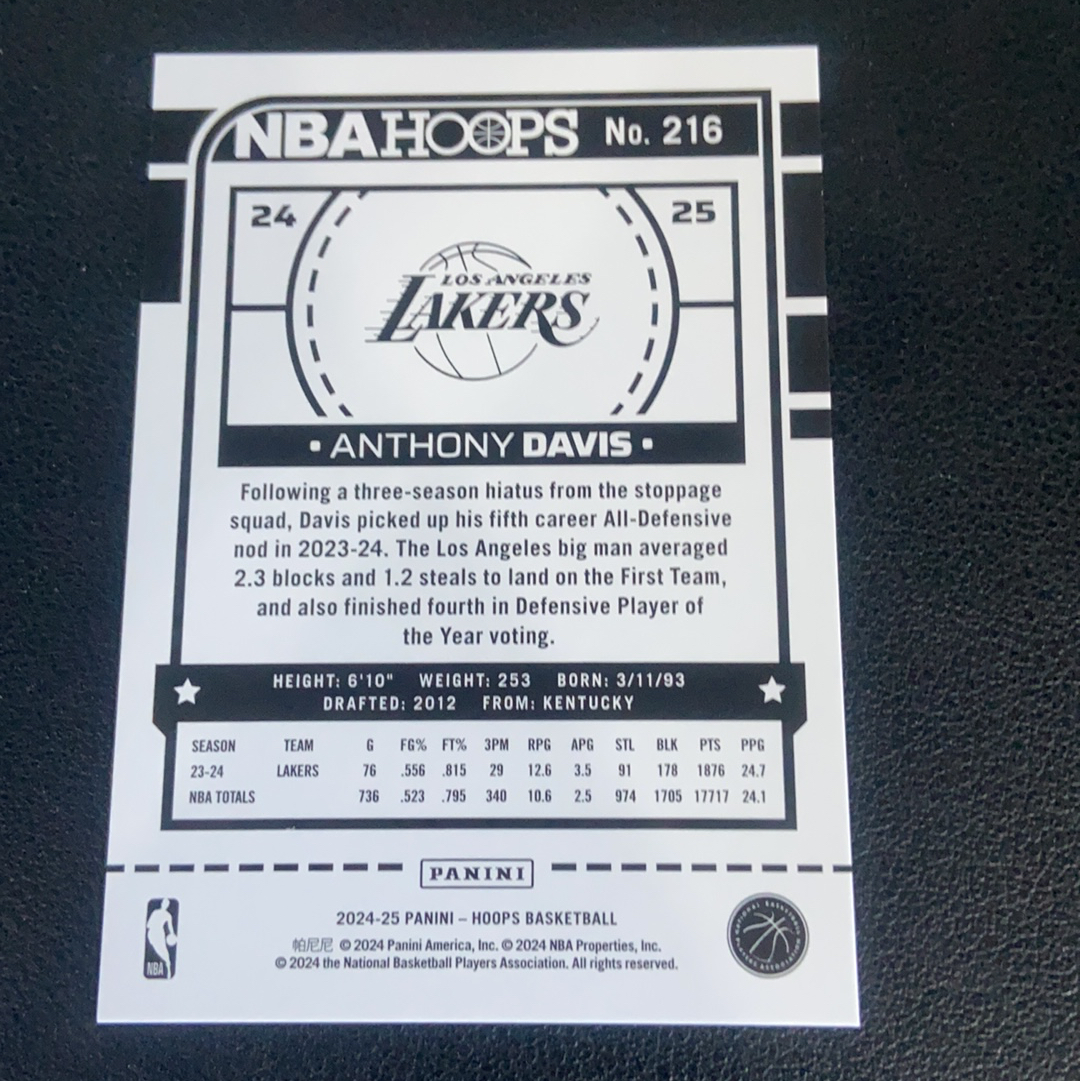 NBA HOOPS No. 216
24 25
LOS ANGELES
LAKERS
• ANTHONY DAVIS •
Following a three-season hiatus from the stoppage
squad, Davis picked up his fifth career All-Defensive
nod in 2023-24. The Los Angeles big man averaged
2.3 blocks and 1.2 steals to land on the First Team,
and also finished fourth in Defensive Player of
the Year voting.
HEIGHT: 6'10" WEIGHT: 253 BORN: 3/11/93
DRAFTED: 2012 FROM: KENTUCKY
SEASON TEAM G FG% FT% 3PM RPG APG STL BLK PTS PPG
23-24 LAKERS 76 .556 .815 29 12.6 3.5 91 178 1876 24.7
NBA TOTALS 736 .523 .795 340 10.6 2.5 974 1705 17717 24.1
PANINI
2024-25 PANINI – HOOPS BASKETBALL
帕尼尼 © 2024 Panini America, Inc. © 2024 NBA Properties, Inc.
© 2024 the National Basketball Players Association. All rights reserved.
NBA
NATIONAL BASKETBALL PLAYERS ASSOCIATION